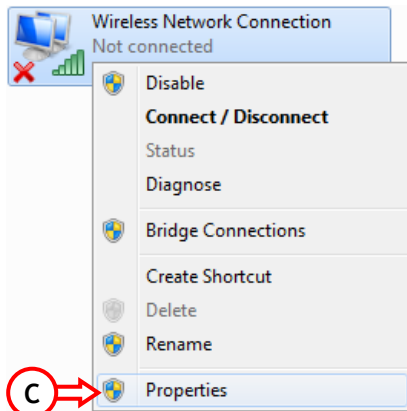 Wireless Network Connection
Not connected
Disable
Connect / Disconnect
Status
Diagnose
Bridge Connections
Create Shortcut
Delete
Rename
C
Properties